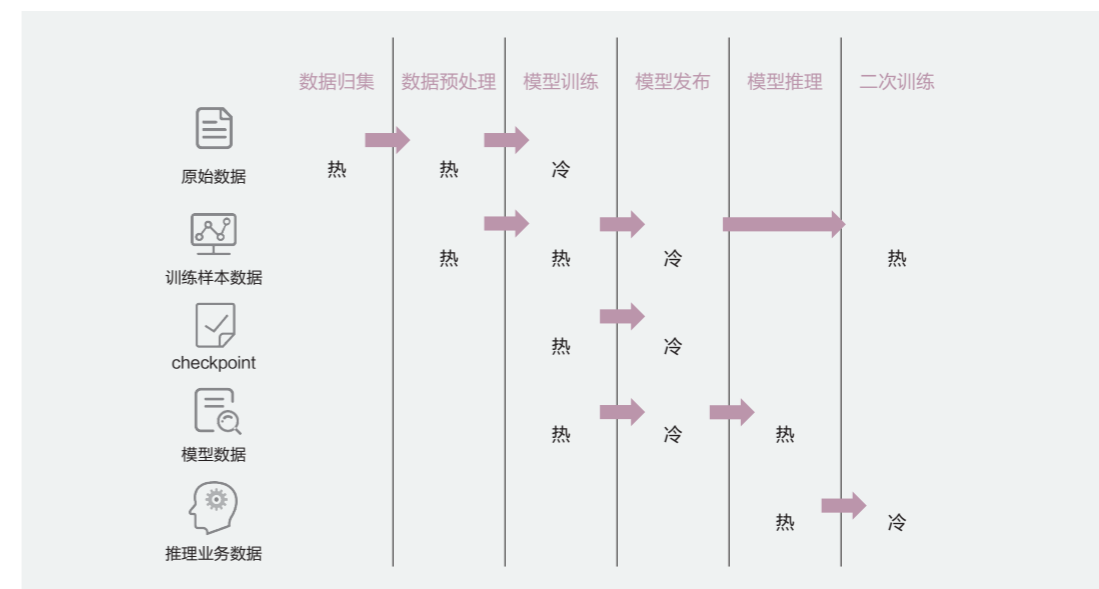 数据归集 数据预处理 模型训练 模型发布 模型推理 二次训练
原始数据 热 热 冷
训练样本数据 热 热 冷 热
checkpoint 热 冷
模型数据 热 冷 热
推理业务数据 热 冷